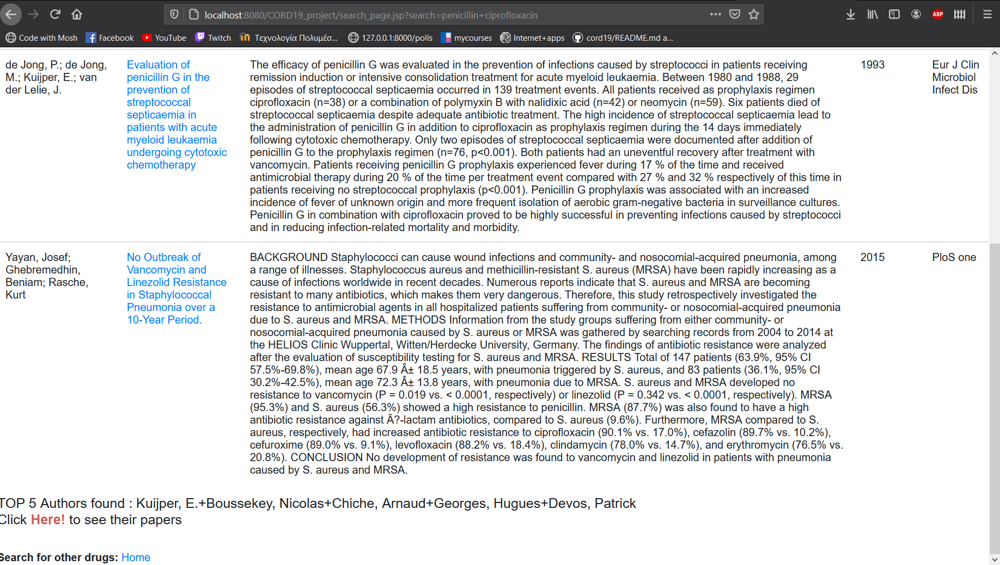 localhost:8080/CORD19_project/search_page.jsp?search=penicillin+ciprofloxacin
ABP
Code with Mosh Facebook YouTube Twitch Τεχνολογία Πολυμέσ... 127.0.0.1:8000/polls mycourses Internet+apps cord19/README.md a...
de Jong, P.; de Jong,
M.; Kuijper, E.; van
der Lelie, J.
Evaluation of
penicillin G in the
prevention of
streptococcal
septicaemia in
patients with acute
myeloid leukaemia
undergoing cytotoxic
chemotherapy
The efficacy of penicillin G was evaluated in the prevention of infections caused by streptococci in patients receiving
remission induction or intensive consolidation treatment for acute myeloid leukaemia. Between 1980 and 1988, 29
episodes of streptococcal septicaemia occurred in 139 treatment events. All patients received as prophylaxis regimen
ciprofloxacin (n=38) or a combination of polymyxin B with nalidixic acid (n=42) or neomycin (n=59). Six patients died of
streptococcal septicaemia despite adequate antibiotic treatment. The high incidence of streptococcal septicaemia lead to
the administration of penicillin G in addition to ciprofloxacin as prophylaxis regimen during the 14 days immediately
following cytotoxic chemotherapy. Only two episodes of streptococcal septicaemia were documented after addition of
penicillin G to the prophylaxis regimen (n=76, p<0.001). Both patients had an uneventful recovery after treatment with
vancomycin. Patients receiving penicillin G prophylaxis experienced fever during 17 % of the time and received
antimicrobial therapy during 20 % of the time per treatment event compared with 27 % and 32 % respectively of this time in
patients receiving no streptococcal prophylaxis (p<0.001). Penicillin G prophylaxis was associated with an increased
incidence of fever of unknown origin and more frequent isolation of aerobic gram-negative bacteria in surveillance cultures.
Penicillin G in combination with ciprofloxacin proved to be highly successful in preventing infections caused by streptococci
and in reducing infection-related mortality and morbidity.
1993
Eur J Clin
Microbiol
Infect Dis
Yayan, Josef;
Ghebremedhin,
Beniam; Rasche,
Kurt
No Outbreak of
Vancomycin and
Linezolid Resistance
in Staphylococcal
Pneumonia over a
10-Year Period.
BACKGROUND Staphylococci can cause wound infections and community- and nosocomial-acquired pneumonia, among
a range of illnesses. Staphylococcus aureus and methicillin-resistant S. aureus (MRSA) have been rapidly increasing as a
cause of infections worldwide in recent decades. Numerous reports indicate that S. aureus and MRSA are becoming
resistant to many antibiotics, which makes them very dangerous. Therefore, this study retrospectively investigated the
resistance to antimicrobial agents in all hospitalized patients suffering from community- or nosocomial-acquired pneumonia
due to S. aureus and MRSA. METHODS Information from the study groups suffering from either community- or
nosocomial-acquired pneumonia caused by S. aureus or MRSA was gathered by searching records from 2004 to 2014 at
the HELIOS Clinic Wuppertal, Witten/Herdecke University, Germany. The findings of antibiotic resistance were analyzed
after the evaluation of susceptibility testing for S. aureus and MRSA. RESULTS Total of 147 patients (63.9%, 95% CI
57.5%-69.8%), mean age 67.9 Â± 18.5 years, with pneumonia triggered by S. aureus, and 83 patients (36.1%, 95% CI
30.2%-42.5%), mean age 72.3 Â± 13.8 years, with pneumonia due to MRSA. S. aureus and MRSA developed no
resistance to vancomycin (P = 0.019 vs. < 0.0001, respectively) or linezolid (P = 0.342 vs. < 0.0001, respectively). MRSA
(95.3%) and S. aureus (56.3%) showed a high resistance to penicillin. MRSA (87.7%) was also found to have a high
antibiotic resistance against Ã?-lactam antibiotics, compared to S. aureus (9.6%). Furthermore, MRSA compared to S.
aureus, respectively, had increased antibiotic resistance to ciprofloxacin (90.1% vs. 17.0%), cefazolin (89.7% vs. 10.2%),
cefuroxime (89.0% vs. 9.1%), levofloxacin (88.2% vs. 18.4%), clindamycin (78.0% vs. 14.7%), and erythromycin (76.5% vs.
20.8%). CONCLUSION No development of resistance was found to vancomycin and linezolid in patients with pneumonia
caused by S. aureus and MRSA.
2015
PloS one
TOP 5 Authors found : Kuijper, E.+Boussekey, Nicolas+Chiche, Arnaud+Georges, Hugues+Devos, Patrick
Click Here! to see their papers
Search for other drugs: Home